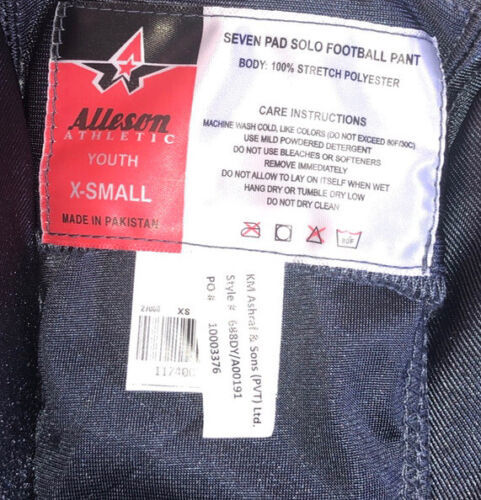 Alleson
ATHLETIC
YOUTH
X-SMALL
MADE IN PAKISTAN
SEVEN PAD SOLO FOOTBALL PANT
BODY: 100% STRETCH POLYESTER
CARE INSTRUCTIONS
MACHINE WASH COLD, LIKE COLORS (DO NOT EXCEED 80F/30C)
USE MILD POWDERED DETERGENT
DO NOT USE BLEACHES OR SOFTENERS
REMOVE IMMEDIATELY
DO NOT ALLOW TO LAY ON ITSELF WHEN WET
HANG DRY OR TUMBLE DRY LOW
DO NOT DRY CLEAN
80F
XS
KM Ashraf & Sons (PVT) Ltd.
Style # 688DY/A00191
PO # 10003376